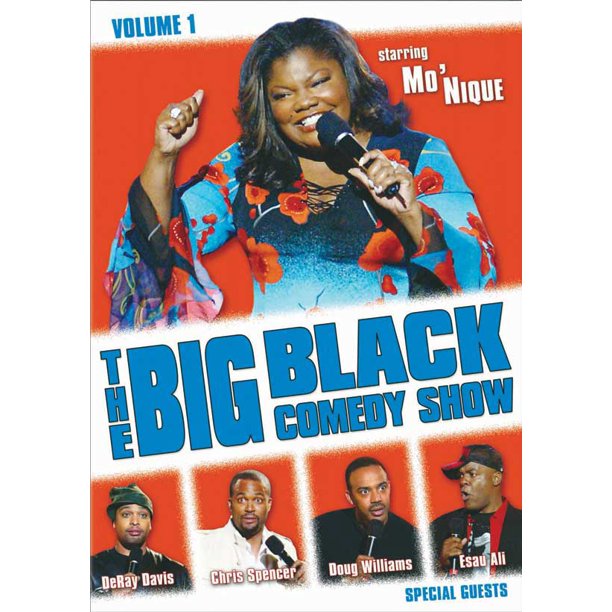 VOLUME 1
starring
Mo'NIQUE
THE BIG BLACK
COMEDY SHOW
DeRay Davis
Chris Spencer
Doug Williams
Esau Ali
SPECIAL GUESTS